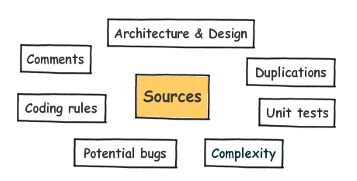 Architecture & Design
Comments
Duplications
Sources
Coding rules
Unit tests
Potential bugs
Complexity